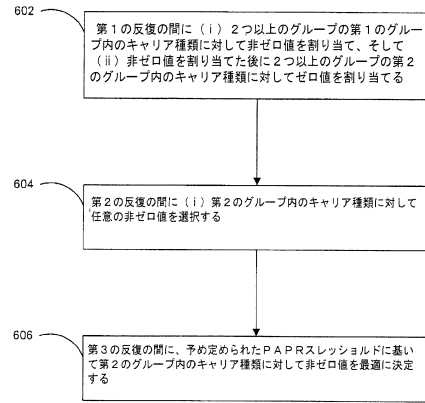 602
第1の反復の間に(i)2つ以上のグループの第1のグルー
プ内のキャリア種類に対して非ゼロ値を割り当て、そして
(ii)非ゼロ値を割り当てた後に2つ以上のグループの第2
のグループ内のキャリア種類に対してゼロ値を割り当てる
604
第2の反復の間に(i)第2のグループ内のキャリア種類に対して
任意の非ゼロ値を選択する
606
第3の反復の間に、予め定められたPAPRスレッショルドに基い
て第2のグループ内のキャリア種類に対して非ゼロ値を最適に決定
する